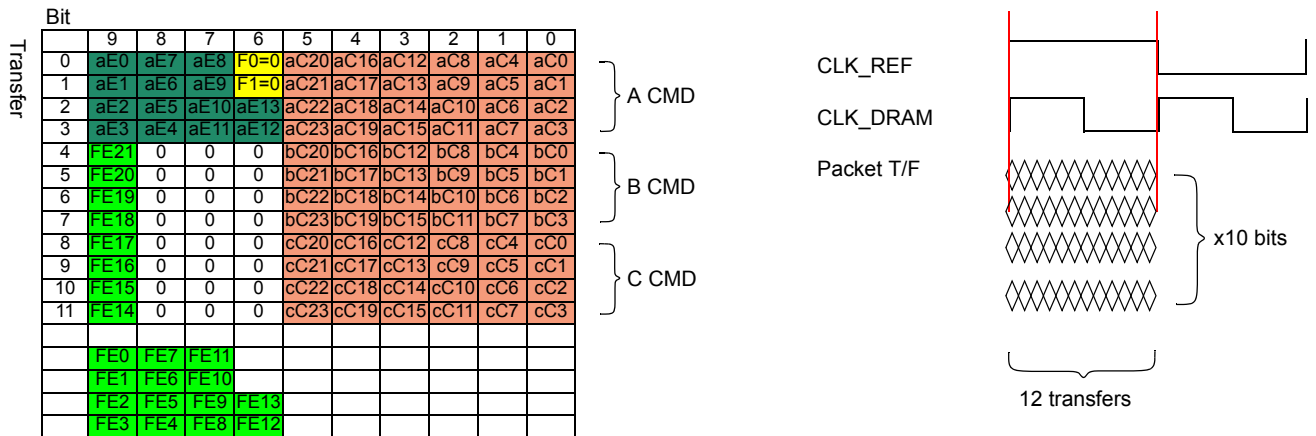 Bit
Transfer
9 8 7 6 5 4 3 2 1 0
0 aE0 aE7 aE8 F0=0 aC20 aC16 aC12 aC8 aC4 aC0
1 aE1 aE6 aE9 F1=0 aC21 aC17 aC13 aC9 aC5 aC1
2 aE2 aE5 aE10 aE13 aC22 aC18 aC14 aC10 aC6 aC2
3 aE3 aE4 aE11 aE12 aC23 aC19 aC15 aC11 aC7 aC3
A CMD
4 FE21 0 0 0 bC20 bC16 bC12 bC8 bC4 bC0
5 FE20 0 0 0 bC21 bC17 bC13 bC9 bC5 bC1
6 FE19 0 0 0 bC22 bC18 bC14 bC10 bC6 bC2
7 FE18 0 0 0 bC23 bC19 bC15 bC11 bC7 bC3
B CMD
8 FE17 0 0 0 cC20 cC16 cC12 cC8 cC4 cC0
9 FE16 0 0 0 cC21 cC17 cC13 cC9 cC5 cC1
10 FE15 0 0 0 cC22 cC18 cC14 cC10 cC6 cC2
11 FE14 0 0 0 cC23 cC19 cC15 cC11 cC7 cC3
C CMD
FE0 FE7 FE11
FE1 FE6 FE10
FE2 FE5 FE9 FE13
FE3 FE4 FE8 FE12
CLK_REF
CLK_DRAM
Packet T/F
x10 bits
12 transfers